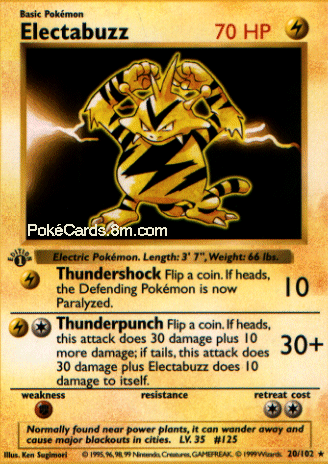 Basic Pokémon
Electabuzz 70 HP
PokéCards.8m.com
EDITION
1
Electric Pokémon. Length: 3' 7", Weight: 66 lbs.
Thundershock Flip a coin. If heads,
the Defending Pokémon is now
Paralyzed.
10
Thunderpunch Flip a coin. If heads,
this attack does 30 damage plus 10
more damage; if tails, this attack does
30 damage plus Electabuzz does 10
damage to itself.
30+
weakness resistance retreat cost
Normally found near power plants, it can wander away and
cause major blackouts in cities. LV. 35 #125
Illus. Ken Sugimori © 1995, 96, 98, 99 Nintendo, Creatures, GAMEFREAK. © 1999 Wizards. 20/102 ★